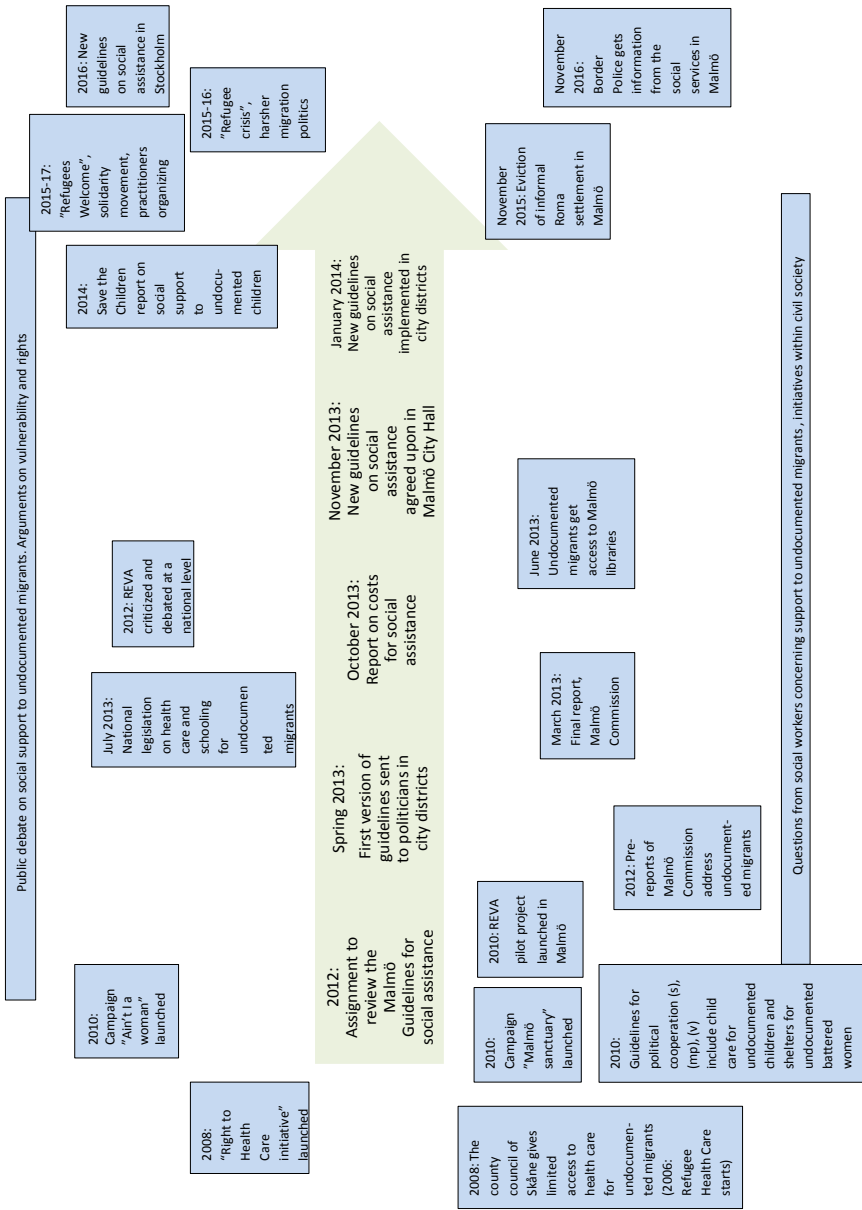 Public debate on social support to undocumented migrants. Arguments on vulnerability and rights
2008:
"Right to
Health
Care
initiative"
launched
2010:
Campaign
"Ain't I a
woman"
launched
July 2013:
National
legislation
on health
care and
schooling
for
undocumen
ted
migrants
2012: REVA
criticized and
debated at a
national level
2014:
Save the
Children
report on
social
support
to
undocu-
mented
children
2015-17:
"Refugees
Welcome",
solidarity
movement,
practitioners
organizing
2015-16:
"Refugee
crisis",
harsher
migration
politics
2016: New
guidelines
on social
assistance in
Stockholm
2012:
Assignment to
review the
Malmö
Guidelines for
social assistance
Spring 2013:
First version of
guidelines sent
to politicians in
city districts
October 2013:
Report on costs
for social
assistance
November 2013:
New guidelines
on social
assistance
agreed upon in
Malmö City Hall
January 2014:
New guidelines
on social
assistance
implemented in
city districts
2008: The
county
council of
Skåne gives
limited
access to
health care
for
undocumen-
ted migrants
(2006:
Refugee
Health Care
starts)
2010:
Campaign
"Malmö
sanctuary"
launched
2010: REVA
pilot project
launched in
Malmö
2010:
Guidelines for
political
cooperation (s),
(mp), (v)
include child
care for
undocumented
children and
shelters for
undocumented
battered
women
2012: Pre-
reports of
Malmö
Commission
address
undocument-
ed migrants
March 2013:
Final report,
Malmö
Commission
June 2013:
Undocumented
migrants get
access to Malmö
libraries
November
2015: Eviction
of informal
Roma
settlement in
Malmö
November
2016:
Border
Police gets
information
from the
social
services in
Malmö
Questions from social workers concerning support to undocumented migrants, initiatives within civil society